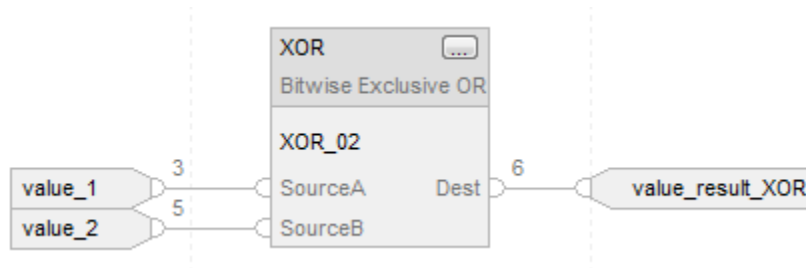 XOR ...
Bitwise Exclusive OR
XOR_02
value_1 3 SourceA Dest 6 value_result_XOR
value_2 5 SourceB